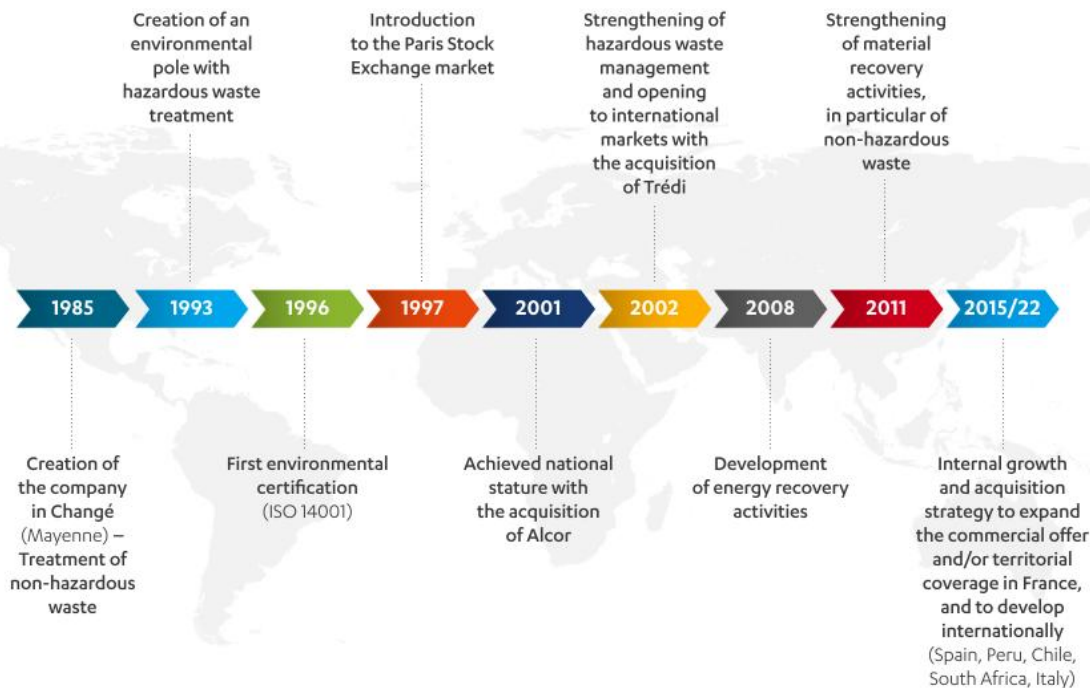 Creation of an
environmental
pole with
hazardous waste
treatment
Introduction
to the Paris Stock
Exchange market
Strengthening of
hazardous waste
management
and opening
to international
markets with
the acquisition
of Trédi
Strengthening
of material
recovery
activities,
in particular of
non-hazardous
waste
1985
1993
1996
1997
2001
2002
2008
2011
2015/22
Creation of
the company
in Changé
(Mayenne) –
Treatment of
non-hazardous
waste
First environmental
certification
(ISO 14001)
Achieved national
stature with
the acquisition
of Alcor
Development
of energy recovery
activities
Internal growth
and acquisition
strategy to expand
the commercial offer
and/or territorial
coverage in France,
and to develop
internationally
(Spain, Peru, Chile,
South Africa, Italy)